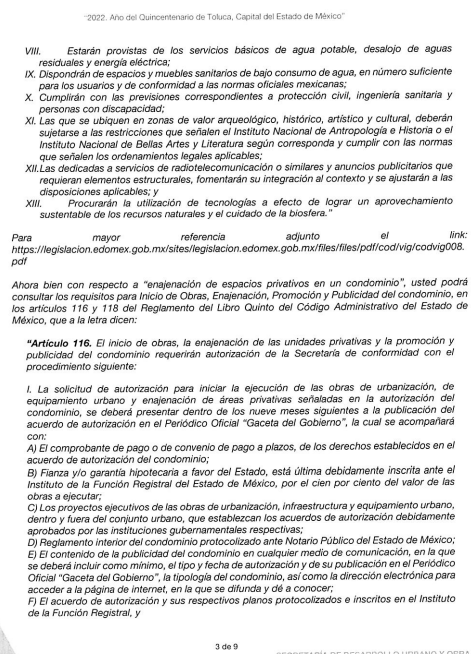 "2022. Año del Quincentenario de Toluca, Capital del Estado de México"
VIII. Estarán provistas de los servicios básicos de agua potable, desalojo de aguas
residuales y energía eléctrica;
IX. Dispondrán de espacios y muebles sanitarios de bajo consumo de agua, en número suficiente
para los usuarios y de conformidad a las normas oficiales mexicanas;
X. Cumplirán con las previsiones correspondientes a protección civil, ingeniería sanitaria y
personas con discapacidad;
XI. Las que se ubiquen en zonas de valor arqueológico, histórico, artístico y cultural, deberán
sujetarse a las restricciones que señalen el Instituto Nacional de Antropología e Historia o el
Instituto Nacional de Bellas Artes y Literatura según corresponda y cumplir con las normas
que señalen los ordenamientos legales aplicables;
XII.Las dedicadas a servicios de radiotelecomunicación o similares y anuncios publicitarios que
requieran elementos estructurales, fomentarán su integración al contexto y se ajustarán a las
disposiciones aplicables; y
XIII. Procurarán la utilización de tecnologías a efecto de lograr un aprovechamiento
sustentable de los recursos naturales y el cuidado de la biosfera."
Para mayor referencia adjunto el link:
https://legislacion.edomex.gob.mx/sites/legislacion.edomex.gob.mx/files/files/pdf/cod/vig/codvig008.
pdf
Ahora bien con respecto a "enajenación de espacios privativos en un condominio", usted podrá
consultar los requisitos para Inicio de Obras, Enajenación, Promoción y Publicidad del condominio, en
los artículos 116 y 118 del Reglamento del Libro Quinto del Código Administrativo del Estado de
México, que a la letra dicen:
"Artículo 116. El inicio de obras, la enajenación de las unidades privativas y la promoción y
publicidad del condominio requerirán autorización de la Secretaría de conformidad con el
procedimiento siguiente:
I. La solicitud de autorización para iniciar la ejecución de las obras de urbanización, de
equipamiento urbano y enajenación de áreas privativas señaladas en la autorización del
condominio, se deberá presentar dentro de los nueve meses siguientes a la publicación del
acuerdo de autorización en el Periódico Oficial "Gaceta del Gobierno", la cual se acompañará
con:
A) El comprobante de pago o de convenio de pago a plazos, de los derechos establecidos en el
acuerdo de autorización del condominio;
B) Fianza y/o garantía hipotecaria a favor del Estado, está última debidamente inscrita ante el
Instituto de la Función Registral del Estado de México, por el cien por ciento del valor de las
obras a ejecutar;
C) Los proyectos ejecutivos de las obras de urbanización, infraestructura y equipamiento urbano,
dentro y fuera del conjunto urbano, que establezcan los acuerdos de autorización debidamente
aprobados por las instituciones gubernamentales respectivas;
D) Reglamento interior del condominio protocolizado ante Notario Público del Estado de México;
E) El contenido de la publicidad del condominio en cualquier medio de comunicación, en la que
se deberá incluir como mínimo, el tipo y fecha de autorización y de su publicación en el Periódico
Oficial "Gaceta del Gobierno", la tipología del condominio, así como la dirección electrónica para
acceder a la página de internet, en la que se difunda y dé a conocer;
F) El acuerdo de autorización y sus respectivos planos protocolizados e inscritos en el Instituto
de la Función Registral, y
3 de 9